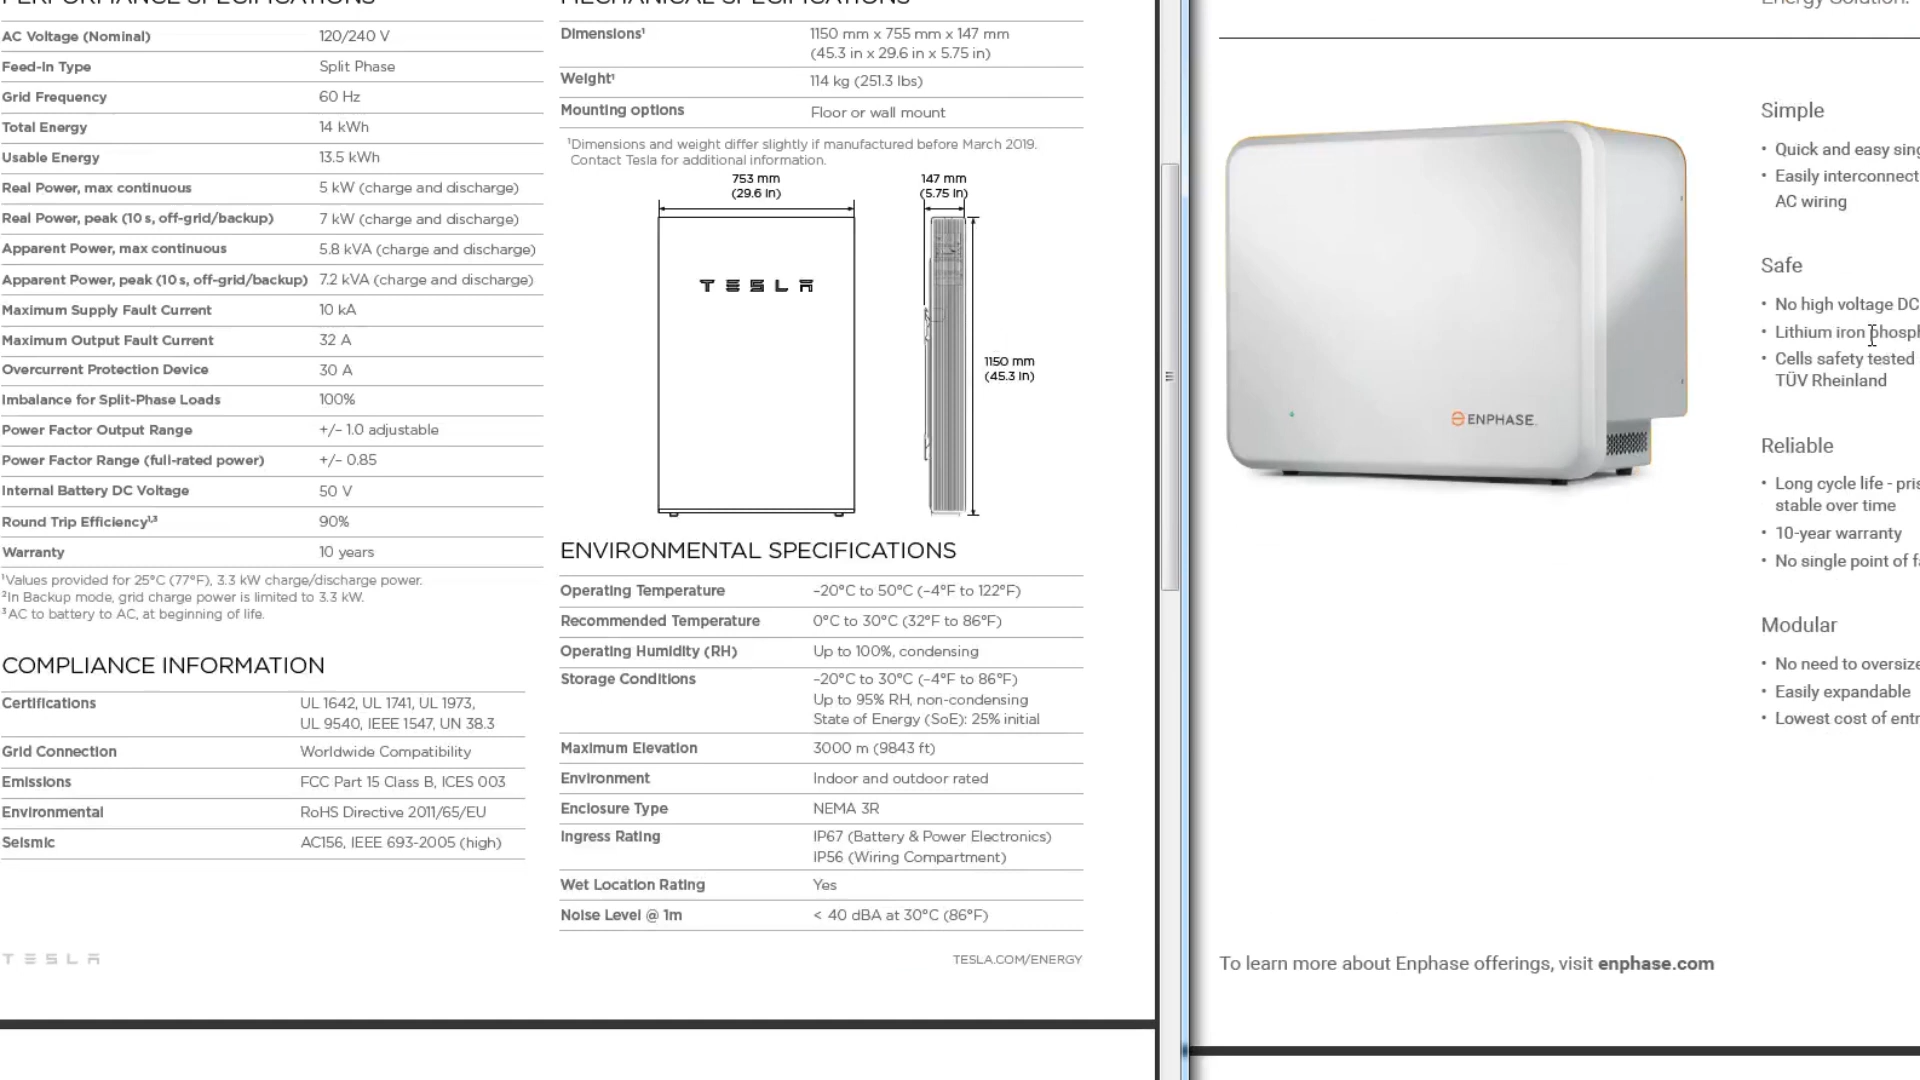 PERFORMANCE SPECIFICATIONS
AC Voltage (Nominal) 120/240 V
Feed-In Type Split Phase
Grid Frequency 60 Hz
Total Energy 14 kWh
Usable Energy 13.5 kWh
Real Power, max continuous 5 kW (charge and discharge)
Real Power, peak (10 s, off-grid/backup) 7 kW (charge and discharge)
Apparent Power, max continuous 5.8 kVA (charge and discharge)
Apparent Power, peak (10 s, off-grid/backup) 7.2 kVA (charge and discharge)
Maximum Supply Fault Current 10 kA
Maximum Output Fault Current 32 A
Overcurrent Protection Device 30 A
Imbalance for Split-Phase Loads 100%
Power Factor Output Range +/– 1.0 adjustable
Power Factor Range (full-rated power) +/– 0.85
Internal Battery DC Voltage 50 V
Round Trip Efficiency¹,³ 90%
Warranty 10 years
¹Values provided for 25°C (77°F), 3.3 kW charge/discharge power.
²In Backup mode, grid charge power is limited to 3.3 kW.
³AC to battery to AC, at beginning of life.
COMPLIANCE INFORMATION
Certifications UL 1642, UL 1741, UL 1973,
UL 9540, IEEE 1547, UN 38.3
Grid Connection Worldwide Compatibility
Emissions FCC Part 15 Class B, ICES 003
Environmental RoHS Directive 2011/65/EU
Seismic AC156, IEEE 693-2005 (high)
TESLA
MECHANICAL SPECIFICATIONS
Dimensions¹ 1150 mm x 755 mm x 147 mm
(45.3 in x 29.6 in x 5.75 in)
Weight¹ 114 kg (251.3 lbs)
Mounting options Floor or wall mount
¹Dimensions and weight differ slightly if manufactured before March 2019.
Contact Tesla for additional information.
753 mm
(29.6 in)
147 mm
(5.75 in)
TESLA
1150 mm
(45.3 in)
ENVIRONMENTAL SPECIFICATIONS
Operating Temperature –20°C to 50°C (–4°F to 122°F)
Recommended Temperature 0°C to 30°C (32°F to 86°F)
Operating Humidity (RH) Up to 100%, condensing
Storage Conditions –20°C to 30°C (–4°F to 86°F)
Up to 95% RH, non-condensing
State of Energy (SoE): 25% initial
Maximum Elevation 3000 m (9843 ft)
Environment Indoor and outdoor rated
Enclosure Type NEMA 3R
Ingress Rating IP67 (Battery & Power Electronics)
IP56 (Wiring Compartment)
Wet Location Rating Yes
Noise Level @ 1m < 40 dBA at 30°C (86°F)
TESLA.COM/ENERGY
Energy Solution.
ENPHASE
Simple
• Quick and easy
• Easily interconnect
AC wiring
Safe
• No high voltage DC
• Lithium iron
• Cells safety tested
TÜV Rheinland
Reliable
• Long cycle life -
stable over time
• 10-year warranty
• No single point of
Modular
• No need to
• Easily expandable
• Lowest cost of
To learn more about Enphase offerings, visit enphase.com